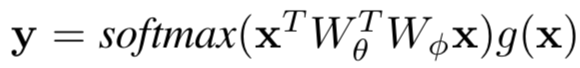 y = softmax(x^T W_θ^T W_ϕ x)g(x)